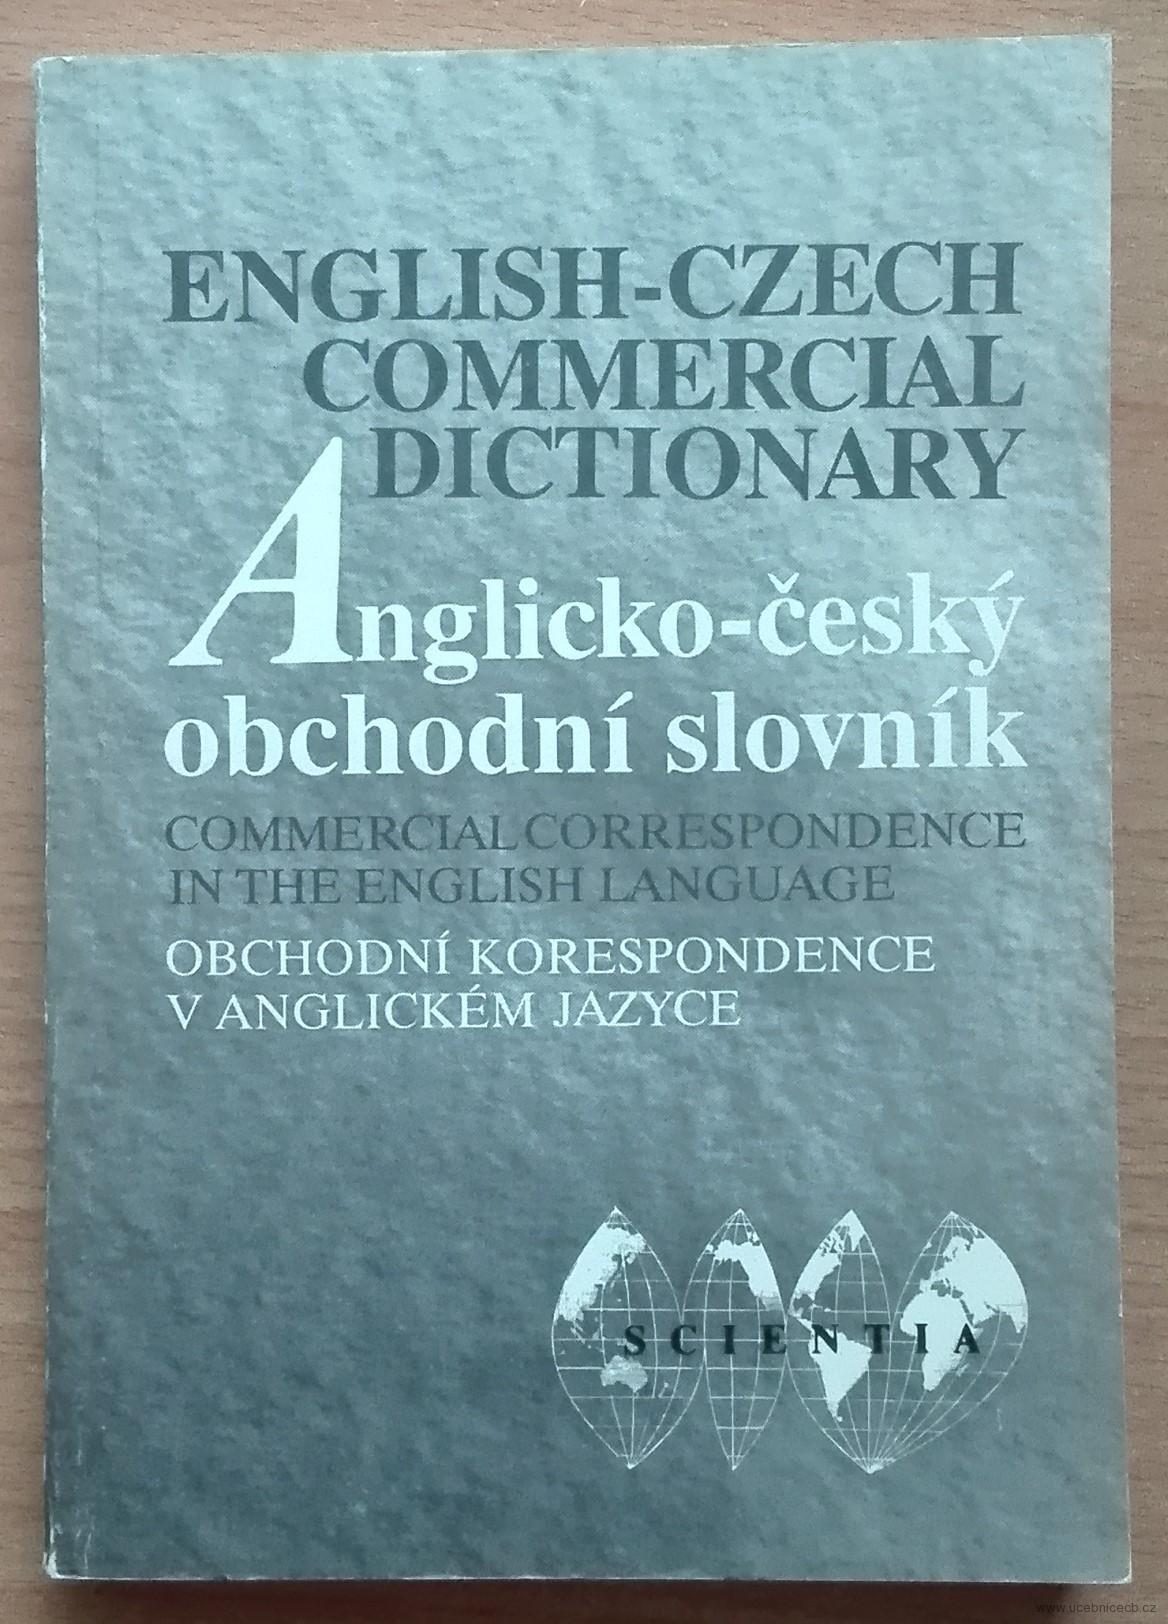 ENGLISH-CZECH
COMMERCIAL
DICTIONARY
Anglicko-český
obchodní slovník
COMMERCIAL CORRESPONDENCE
IN THE ENGLISH LANGUAGE
OBCHODNÍ KORESPONDENCE
V ANGLICKÉM JAZYCE
SCIENTIA
www.ucebnicecb.cz